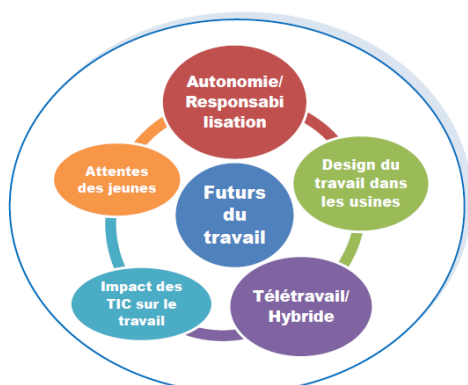 Autonomie/
Responsabi
lisation
Attentes
des jeunes
Design du
travail dans
les usines
Futurs
du
travail
Impact des
TIC sur le
travail
Télétravail/
Hybride